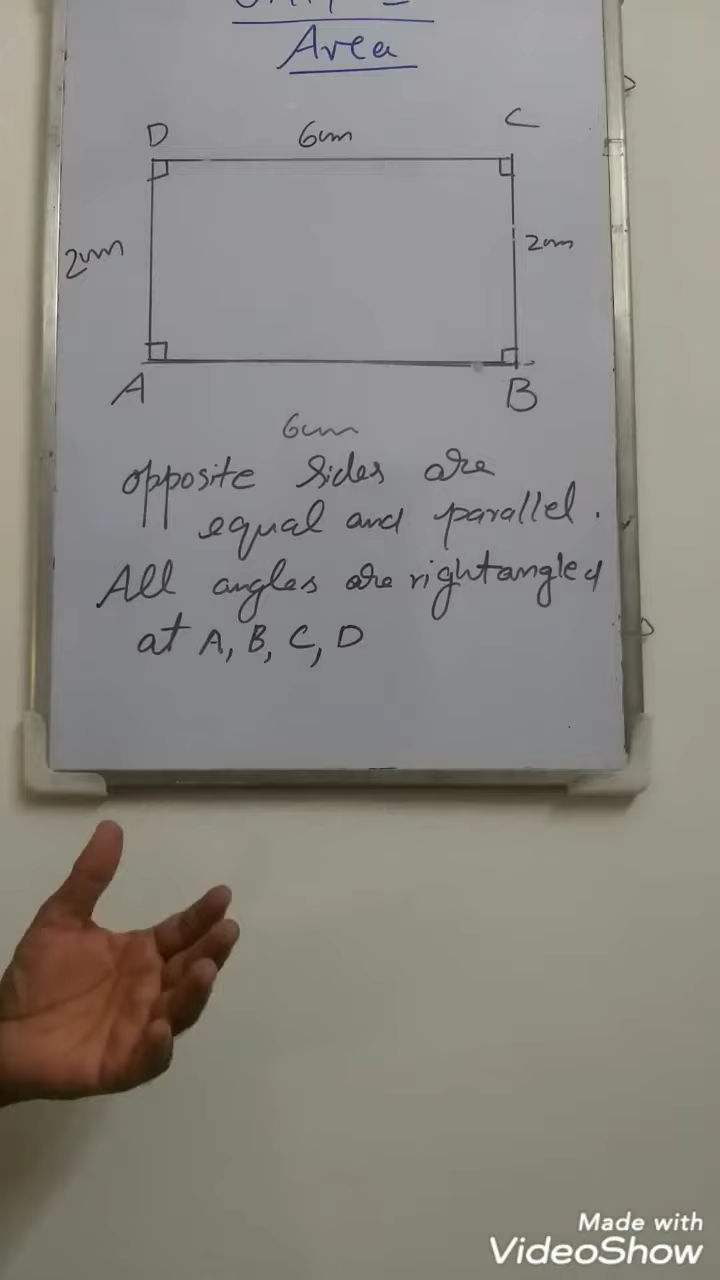 Area
D 6cm C
2cm 2cm
A B
6cm
opposite sides are
equal and parallel.
All angles are rightangled
at A, B, C, D
Made with
VideoShow